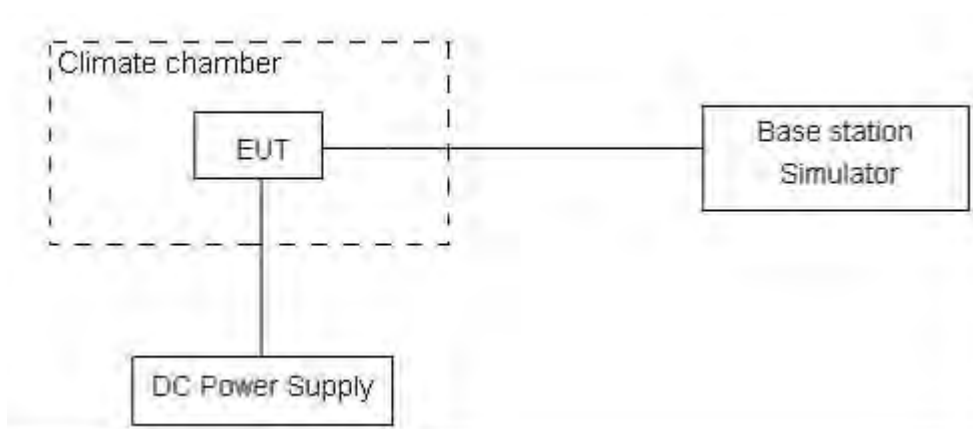 Climate chamber
EUT
Base station
Simulator
DC Power Supply